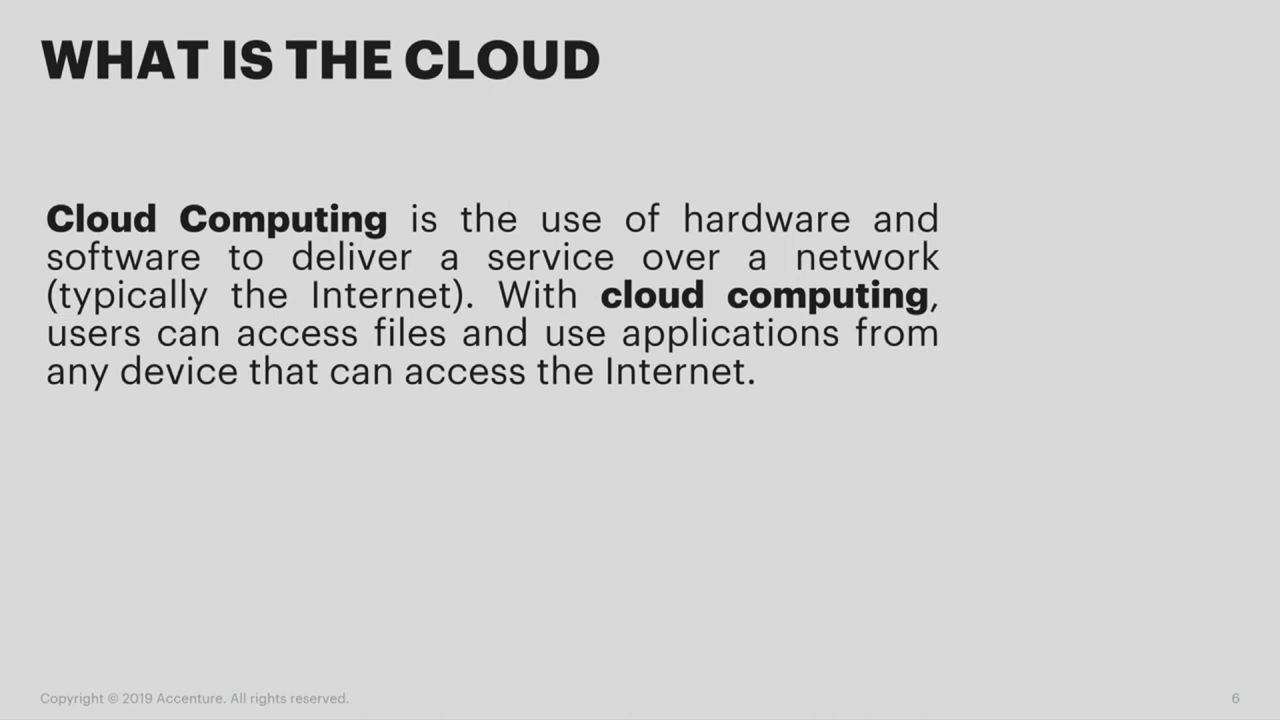 WHAT IS THE CLOUD
Cloud Computing is the use of hardware and
software to deliver a service over a network
(typically the Internet). With cloud computing,
users can access files and use applications from
any device that can access the Internet.
Copyright © 2019 Accenture. All rights reserved.
6